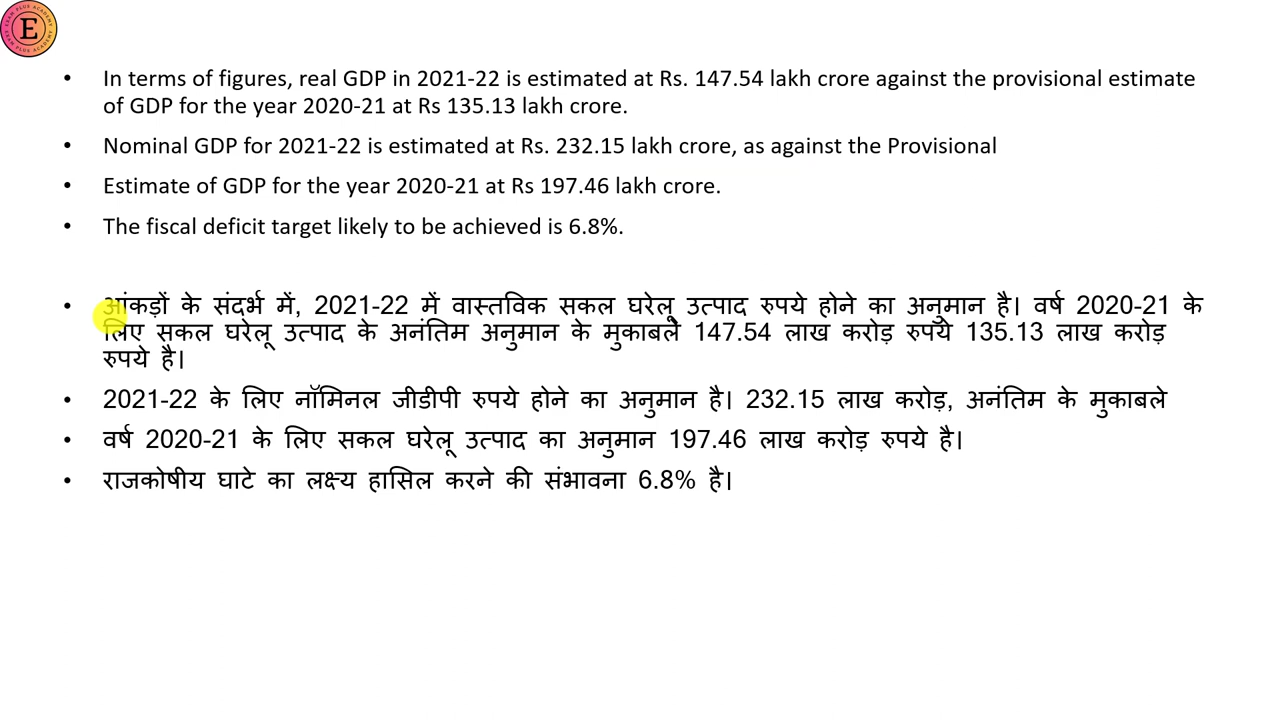 E
EXAM PLUS ACADEMY
• In terms of figures, real GDP in 2021-22 is estimated at Rs. 147.54 lakh crore against the provisional estimate
of GDP for the year 2020-21 at Rs 135.13 lakh crore.
• Nominal GDP for 2021-22 is estimated at Rs. 232.15 lakh crore, as against the Provisional
• Estimate of GDP for the year 2020-21 at Rs 197.46 lakh crore.
• The fiscal deficit target likely to be achieved is 6.8%.
• आंकड़ों के संदर्भ में, 2021-22 में वास्तविक सकल घरेलू उत्पाद रुपये होने का अनुमान है। वर्ष 2020-21 के
लिए सकल घरेलू उत्पाद के अनंतिम अनुमान के मुकाबले 147.54 लाख करोड़ रुपये 135.13 लाख करोड़
रुपये है।
• 2021-22 के लिए नॉमिनल जीडीपी रुपये होने का अनुमान है। 232.15 लाख करोड़, अनंतिम के मुकाबले
• वर्ष 2020-21 के लिए सकल घरेलू उत्पाद का अनुमान 197.46 लाख करोड़ रुपये है।
• राजकोषीय घाटे का लक्ष्य हासिल करने की संभावना 6.8% है।